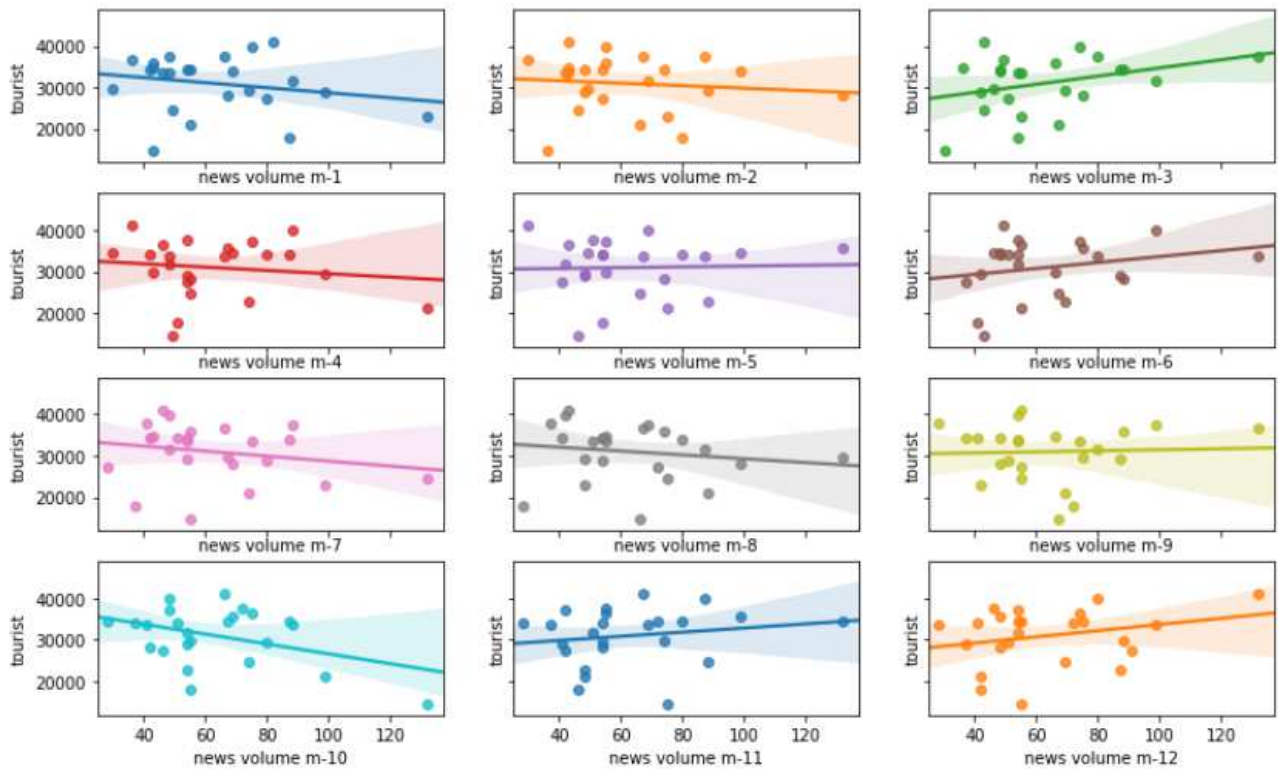 40000
30000
20000
tourist
news volume m-1
tourist
news volume m-2
tourist
news volume m-3
40000
30000
20000
tourist
news volume m-4
tourist
news volume m-5
tourist
news volume m-6
40000
30000
20000
tourist
news volume m-7
tourist
news volume m-8
tourist
news volume m-9
40000
30000
20000
tourist
40 60 80 100 120
news volume m-10
tourist
40 60 80 100 120
news volume m-11
tourist
40 60 80 100 120
news volume m-12